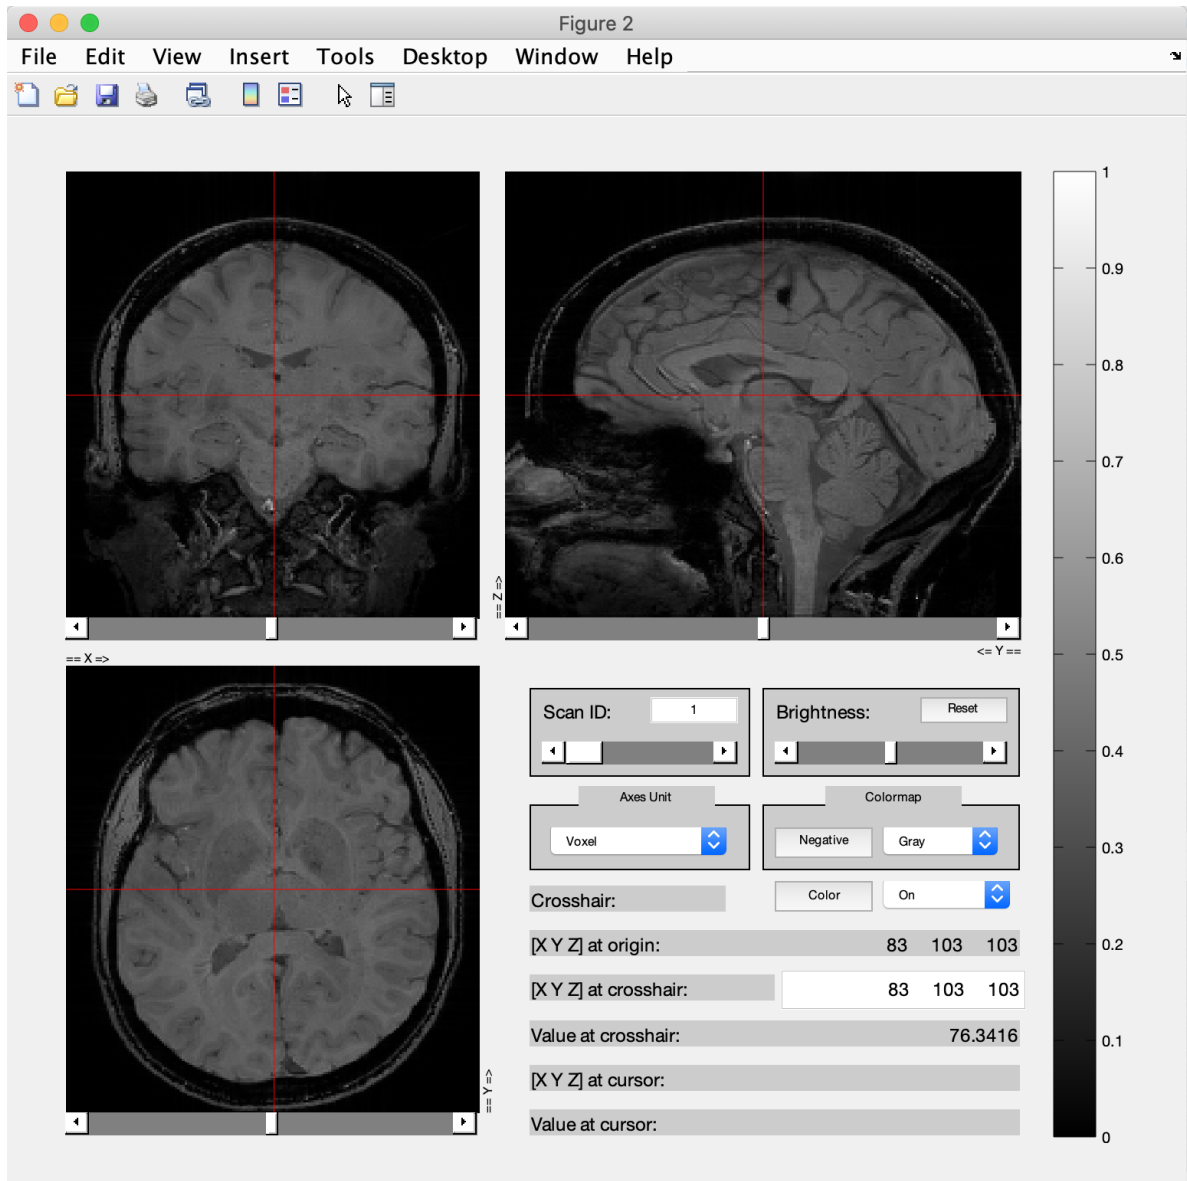 Figure 2
File Edit View Insert Tools Desktop Window Help
== Z =>
== X =>
<= Y ==
== Y =>
Scan ID: 1
Brightness: Reset
Axes Unit
Voxel
Colormap
Negative Gray
Crosshair: Color On
[X Y Z] at origin: 83 103 103
[X Y Z] at crosshair: 83 103 103
Value at crosshair: 76.3416
[X Y Z] at cursor:
Value at cursor:
1
0.9
0.8
0.7
0.6
0.5
0.4
0.3
0.2
0.1
0